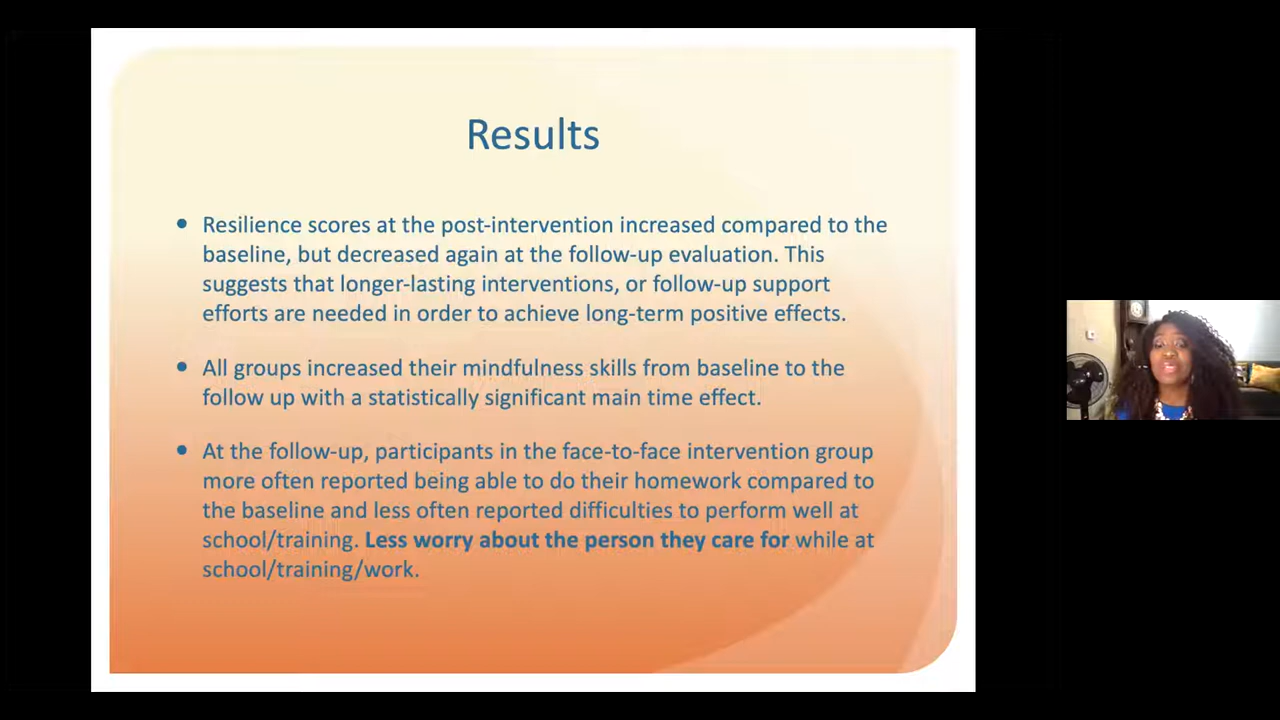 Results
• Resilience scores at the post-intervention increased compared to the
baseline, but decreased again at the follow-up evaluation. This
suggests that longer-lasting interventions, or follow-up support
efforts are needed in order to achieve long-term positive effects.
• All groups increased their mindfulness skills from baseline to the
follow up with a statistically significant main time effect.
• At the follow-up, participants in the face-to-face intervention group
more often reported being able to do their homework compared to
the baseline and less often reported difficulties to perform well at
school/training. Less worry about the person they care for while at
school/training/work.